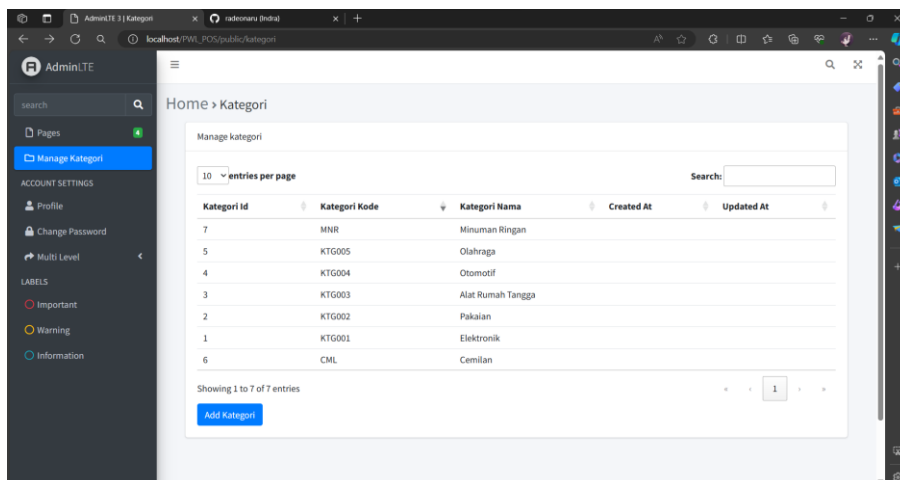 AdminLTE 3 | Kategori
radeonaru (Indra)
localhost/PWL_POS/public/kategori
AdminLTE
search
Pages 4
Manage Kategori
ACCOUNT SETTINGS
Profile
Change Password
Multi Level
LABELS
Important
Warning
Information
Home › Kategori
Manage kategori
10 entries per page Search:
Kategori Id Kategori Kode Kategori Nama Created At Updated At
7 MNR Minuman Ringan
5 KTG005 Olahraga
4 KTG004 Otomotif
3 KTG003 Alat Rumah Tangga
2 KTG002 Pakaian
1 KTG001 Elektronik
6 CML Cemilan
Showing 1 to 7 of 7 entries « ‹ 1 › »
Add Kategori